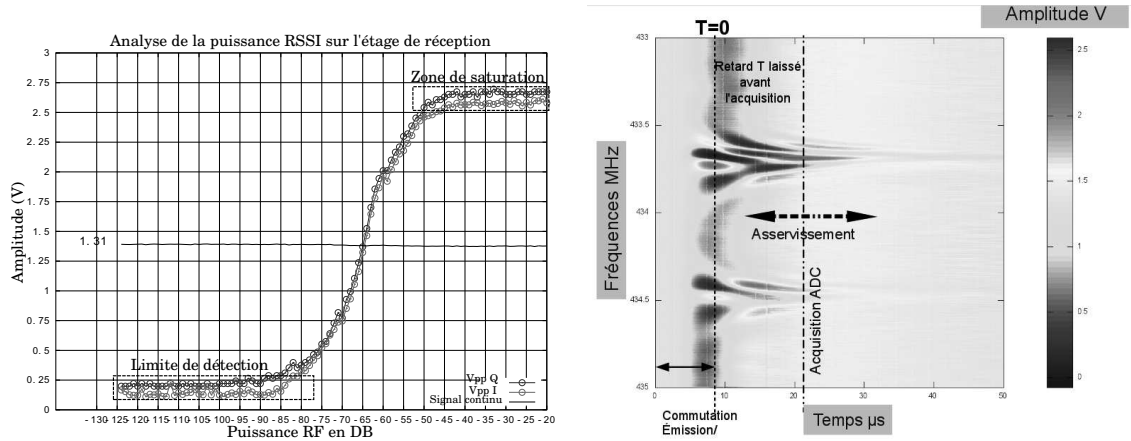 Analyse de la puissance RSSI sur l'étage de réception
3
2.75
2.5
2.25
2
1.75
1.5
1.25
1
0.75
0.5
0.25
0
1.31
Amplitude (V)
Zone de saturation
Limite de détection
Vpp Q
Vpp I
Signal continu
-130 -125 -120 -115 -110 -105 -100 -95 -90 -85 -80 -75 -70 -65 -60 -55 -50 -45 -40 -35 -30 -25 -20
Puissance RF en DB
Amplitude V
T=0
433
433.5
434
434.5
435
Fréquences MHz
Retard T laissé
avant
l'acquisition
Asservissement
Acquisition ADC
0 10 20 30 40 50
Commutation
Émission/
Temps µs
2.5
2
1.5
1
0.5
0